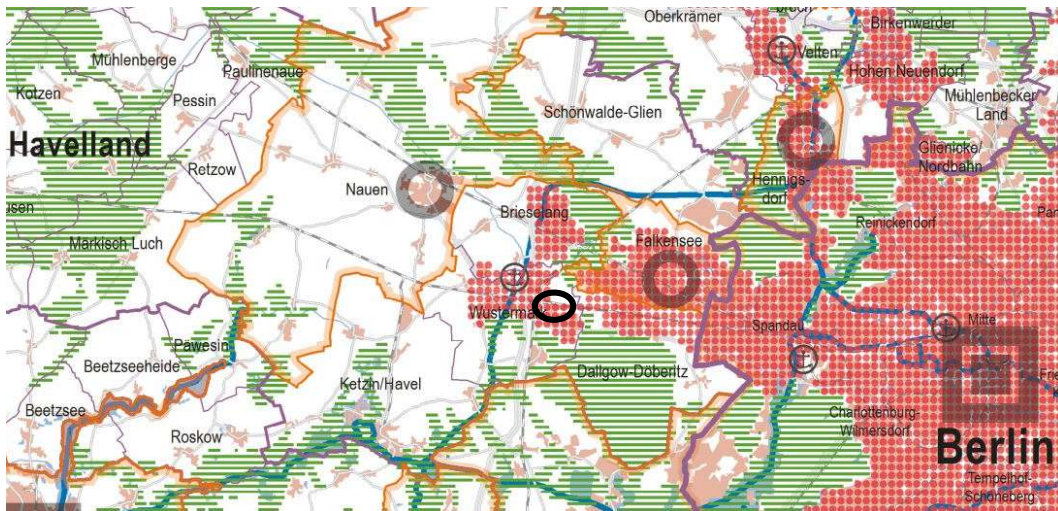 Oberkrämer
Birkenwerder
Mühlenberge
Velten
Paulinenaue
Hohen Neuendorf
Kotzen
Pessin
Mühlenbecker
Land
Schönwalde-Glien
Havelland
Glienicke/
Nordbahn
Retzow
Nauen
Hennigs-
dorf
usen
Brieselang
Reinickendorf
Märkisch Luch
Falkensee
Wusterma
Spandau
Mitte
Päwesin
Beetzseeheide
Dallgow-Döberitz
Ketzin/Havel
Beetzsee
Charlottenburg-
Wilmersdorf
Roskow
Berlin
Tempelhof-
Schöneberg